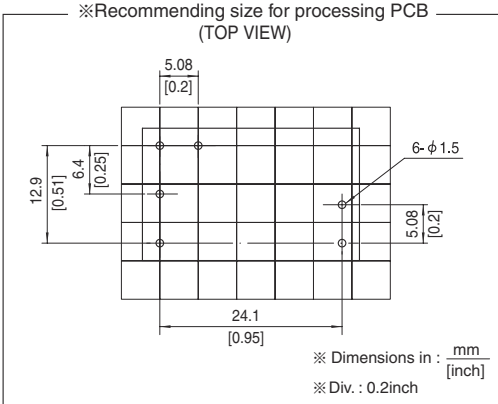 ※Recommending size for processing PCB
(TOP VIEW)
5.08
[0.2]
6-φ1.5
12.9
[0.51]
6.4
[0.25]
5.08
[0.2]
24.1
[0.95]
※ Dimensions in : mm
[inch]
※Div. : 0.2inch